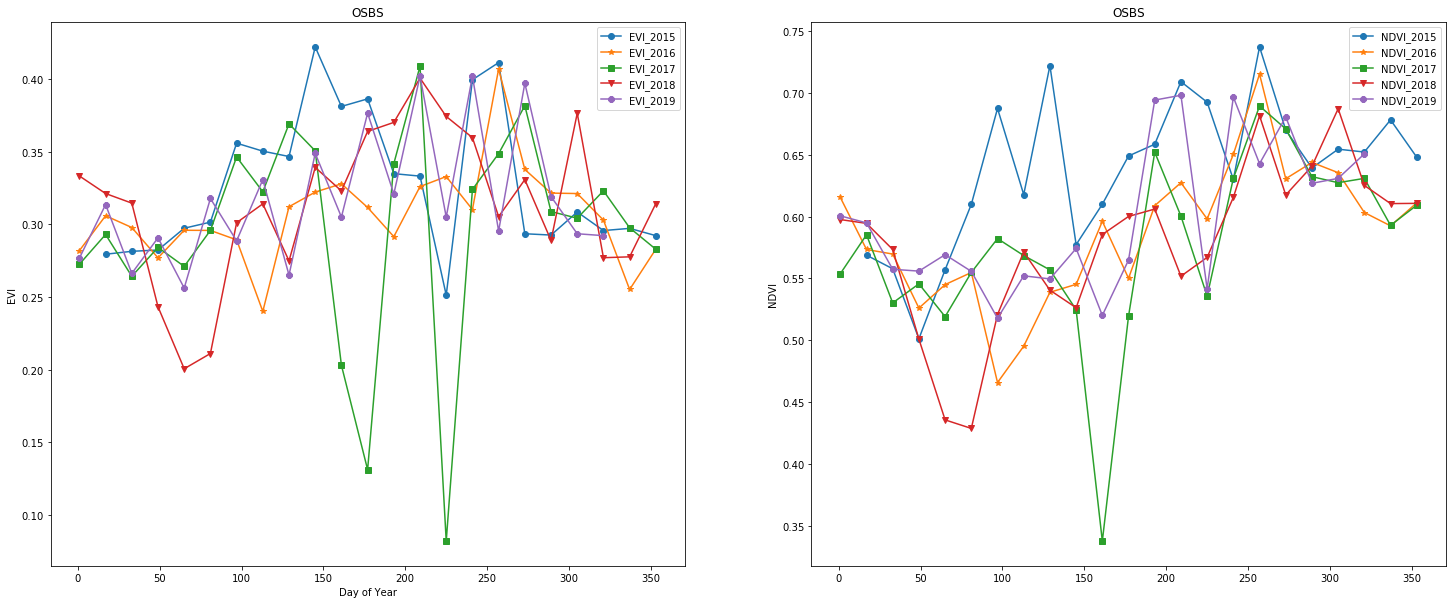 OSBS
EVI_2015
EVI_2016
EVI_2017
EVI_2018
EVI_2019
0.40
0.35
0.30
0.25
0.20
0.15
0.10
EVI
0
50
100
150
200
250
300
350
Day of Year
OSBS
NDVI_2015
NDVI_2016
NDVI_2017
NDVI_2018
NDVI_2019
0.75
0.70
0.65
0.60
0.55
0.50
0.45
0.40
0.35
NDVI
0
50
100
150
200
250
300
350